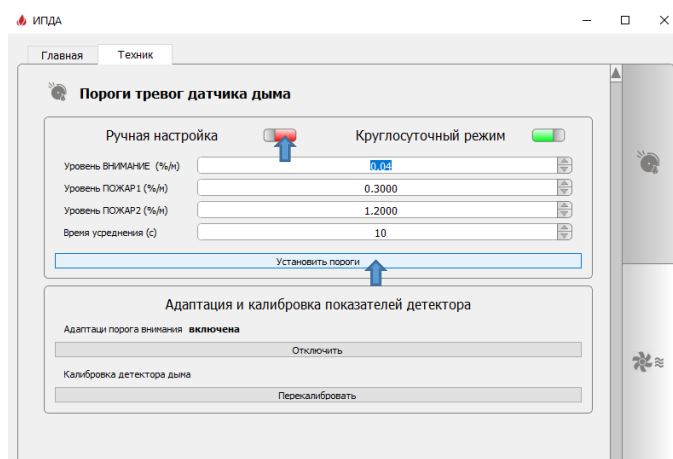 ИПДА
Главная Техник
Пороги тревог датчика дыма
Ручная настройка Круглосуточный режим
Уровень ВНИМАНИЕ (%/м) 0.04
Уровень ПОЖАР1 (%/м) 0.3000
Уровень ПОЖАР2 (%/м) 1.2000
Время усреднения (с) 10
Установить пороги
Адаптация и калибровка показателей детектора
Адаптаци порога внимания включена
Отключить
Калибровка детектора дыма
Перекалибровать